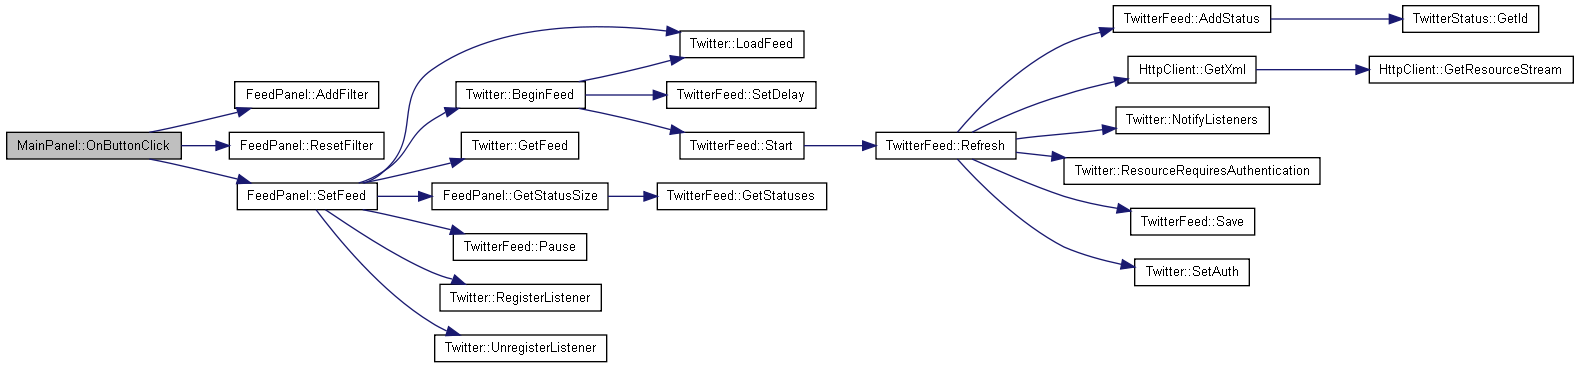 MainPanel::OnButtonClick
FeedPanel::AddFilter
FeedPanel::ResetFilter
FeedPanel::SetFeed
Twitter::LoadFeed
Twitter::BeginFeed
TwitterFeed::SetDelay
Twitter::GetFeed
TwitterFeed::Start
FeedPanel::GetStatusSize
TwitterFeed::GetStatuses
TwitterFeed::Pause
Twitter::RegisterListener
Twitter::UnregisterListener
TwitterFeed::Refresh
TwitterFeed::AddStatus
TwitterStatus::GetId
HttpClient::GetXml
HttpClient::GetResourceStream
Twitter::NotifyListeners
Twitter::ResourceRequiresAuthentication
TwitterFeed::Save
Twitter::SetAuth